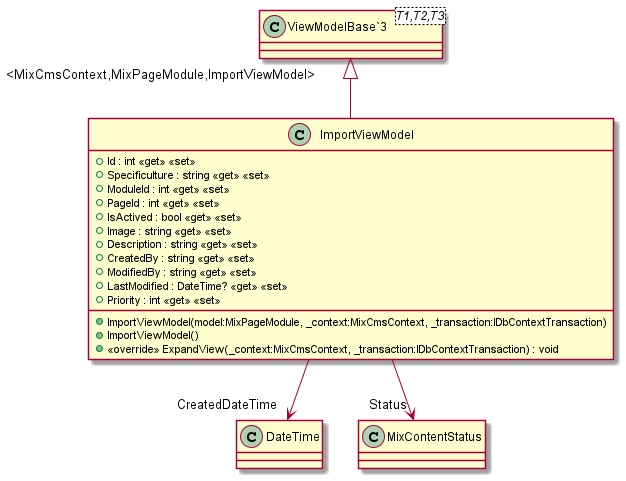 C ViewModelBase`3
T1,T2,T3
<MixCmsContext,MixPageModule,ImportViewModel>
C ImportViewModel
Id : int «get» «set»
Specificulture : string «get» «set»
ModuleId : int «get» «set»
PageId : int «get» «set»
IsActived : bool «get» «set»
Image : string «get» «set»
Description : string «get» «set»
CreatedBy : string «get» «set»
ModifiedBy : string «get» «set»
LastModified : DateTime? «get» «set»
Priority : int «get» «set»
ImportViewModel(model:MixPageModule, _context:MixCmsContext, _transaction:IDbContextTransaction)
ImportViewModel()
«override» ExpandView(_context:MixCmsContext, _transaction:IDbContextTransaction) : void
CreatedDateTime
Status
C DateTime
C MixContentStatus